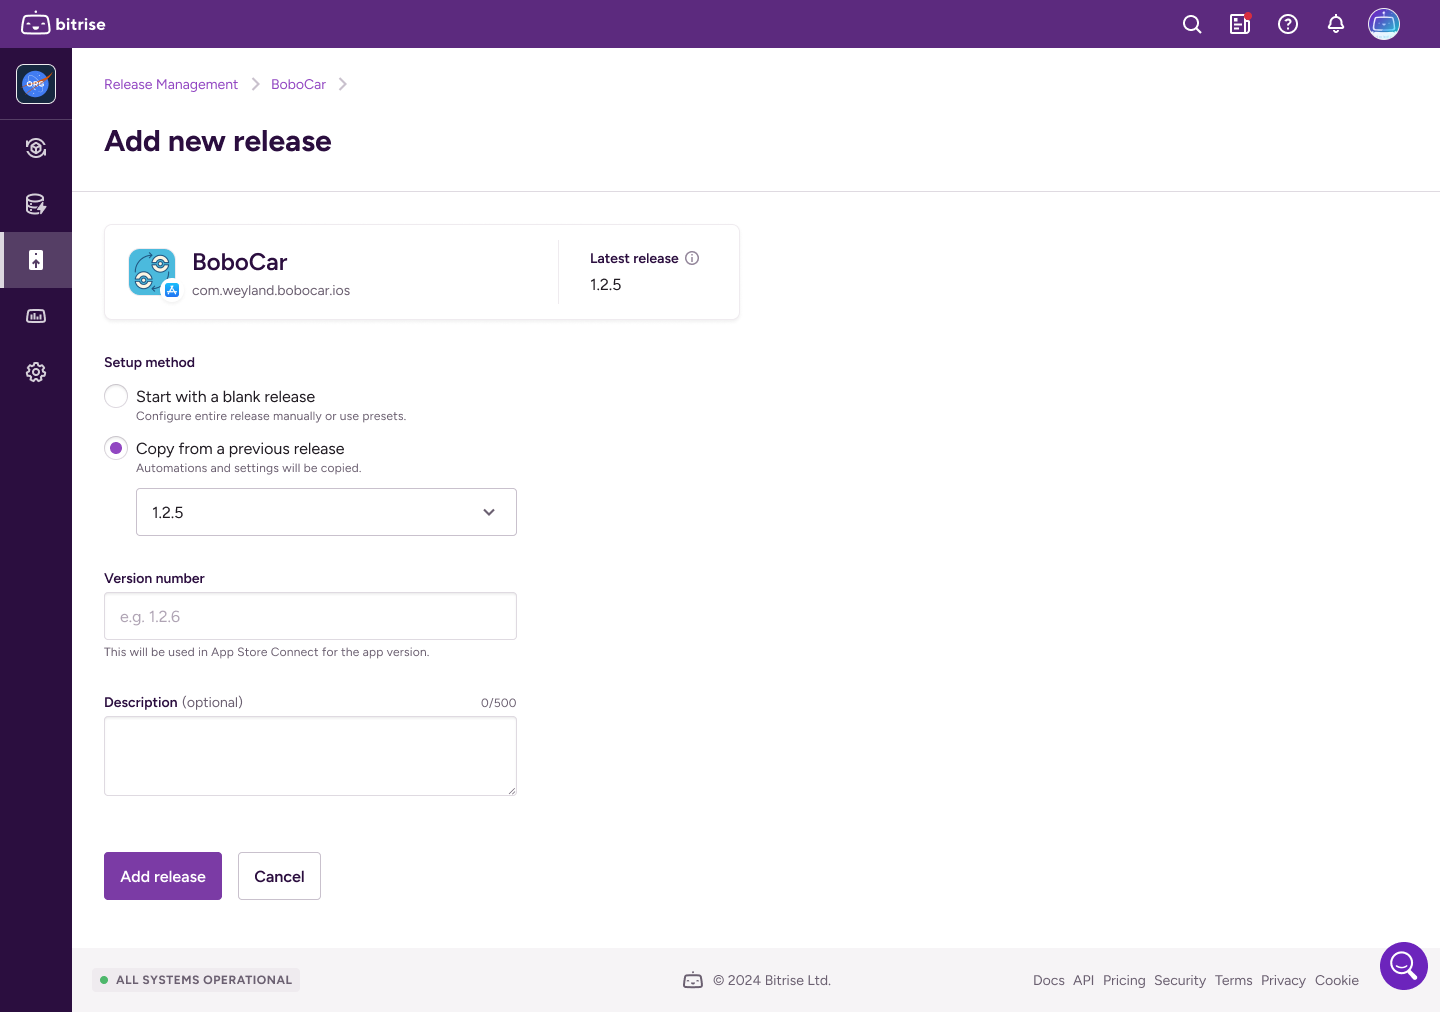 bitrise
ORG
Release Management
BoboCar
Add new release
BoboCar
com.weyland.bobocar.ios
Latest release
1.2.5
Setup method
Start with a blank release
Configure entire release manually or use presets.
Copy from a previous release
Automations and settings will be copied.
1.2.5
Version number
e.g. 1.2.6
This will be used in App Store Connect for the app version.
Description (optional) 0/500
Add release
Cancel
ALL SYSTEMS OPERATIONAL
© 2024 Bitrise Ltd.
Docs API Pricing Security Terms Privacy Cookie